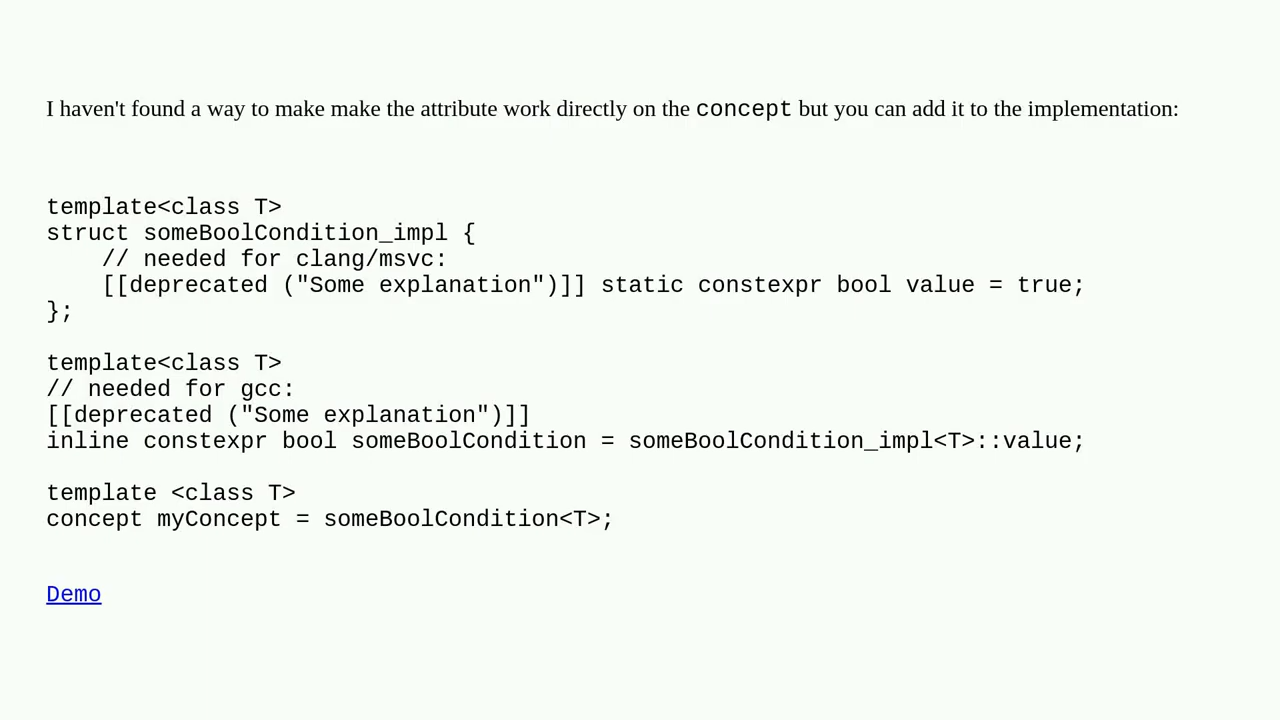 I haven't found a way to make make the attribute work directly on the concept but you can add it to the implementation:
template<class T>
struct someBoolCondition_impl {
    // needed for clang/msvc:
    [[deprecated ("Some explanation")]] static constexpr bool value = true;
};
template<class T>
// needed for gcc:
[[deprecated ("Some explanation")]]
inline constexpr bool someBoolCondition = someBoolCondition_impl<T>::value;
template <class T>
concept myConcept = someBoolCondition<T>;
Demo